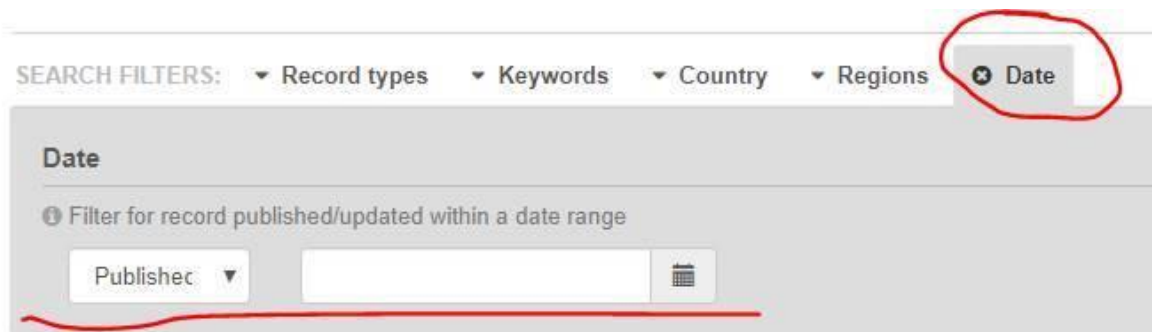 SEARCH FILTERS: Record types Keywords Country Regions Date
Date
Filter for record published/updated within a date range
Publishec